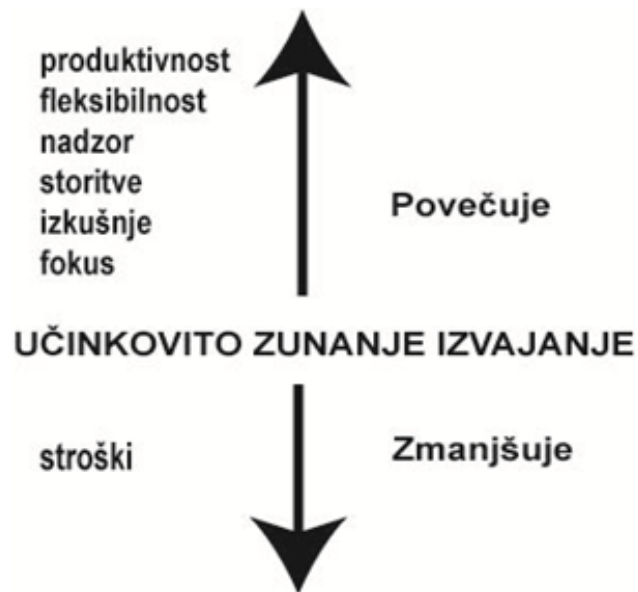 produktivnost
fleksibilnost
nadzor
storitve
izkušnje
fokus
Povečuje
UČINKOVITO ZUNANJE IZVAJANJE
stroški
Zmanjšuje